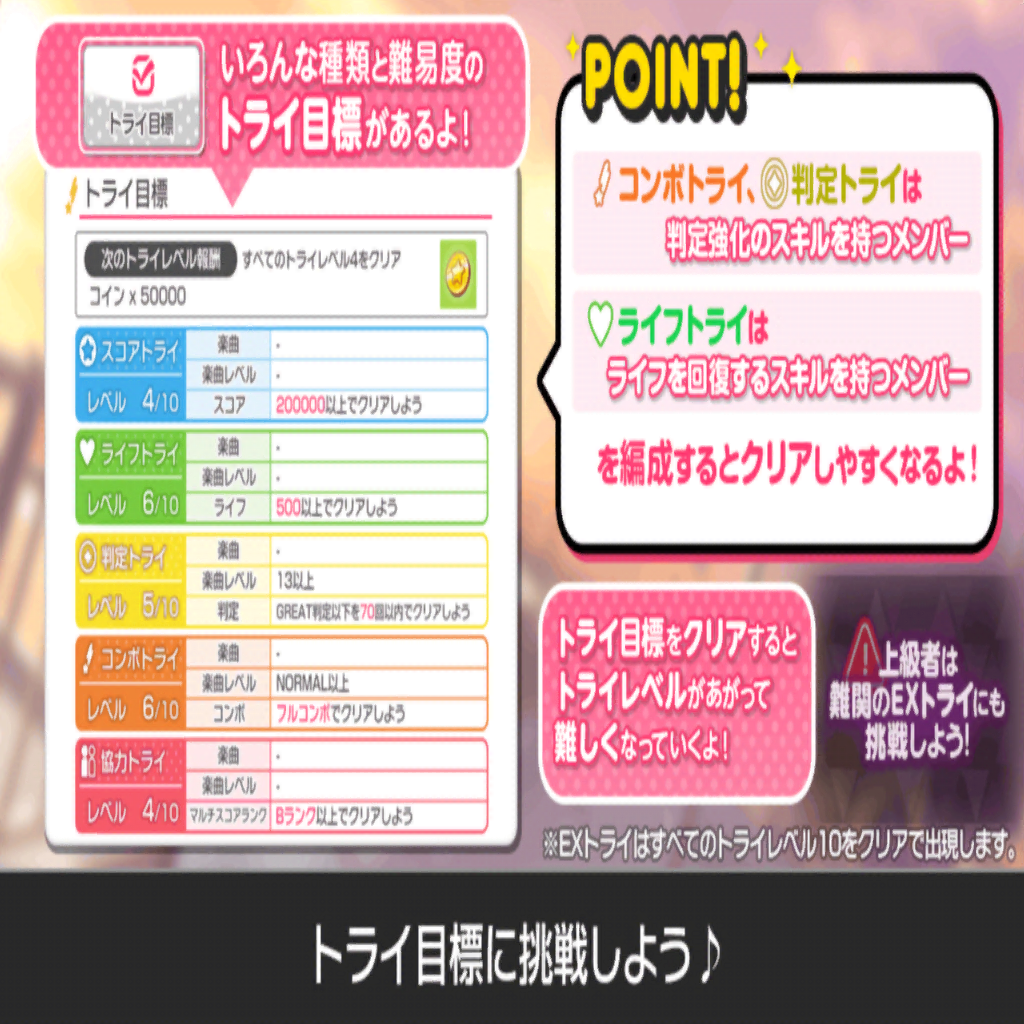 トライ目標
いろんな種類と難易度の
トライ目標があるよ!
トライ目標
次のトライレベル報酬 すべてのトライレベル4をクリア
コイン x 50000
スコアトライ
レベル 4/10
楽曲 -
楽曲レベル -
スコア 200000以上でクリアしよう
ライフトライ
レベル 6/10
楽曲 -
楽曲レベル -
ライフ 500以上でクリアしよう
判定トライ
レベル 5/10
楽曲 -
楽曲レベル 13以上
判定 GREAT判定以下を70回以内でクリアしよう
コンボトライ
レベル 6/10
楽曲 -
楽曲レベル NORMAL以上
コンボ フルコンボでクリアしよう
協力トライ
レベル 4/10
楽曲 -
楽曲レベル -
マルチスコアランク Bランク以上でクリアしよう
POINT!
コンボトライ、判定トライは
判定強化のスキルを持つメンバー
ライフトライは
ライフを回復するスキルを持つメンバー
を編成するとクリアしやすくなるよ!
トライ目標をクリアすると
トライレベルがあがって
難しくなっていくよ!
上級者は
難関のEXトライにも
挑戦しよう!
※EXトライはすべてのトライレベル10をクリアで出現します。
トライ目標に挑戦しよう♪